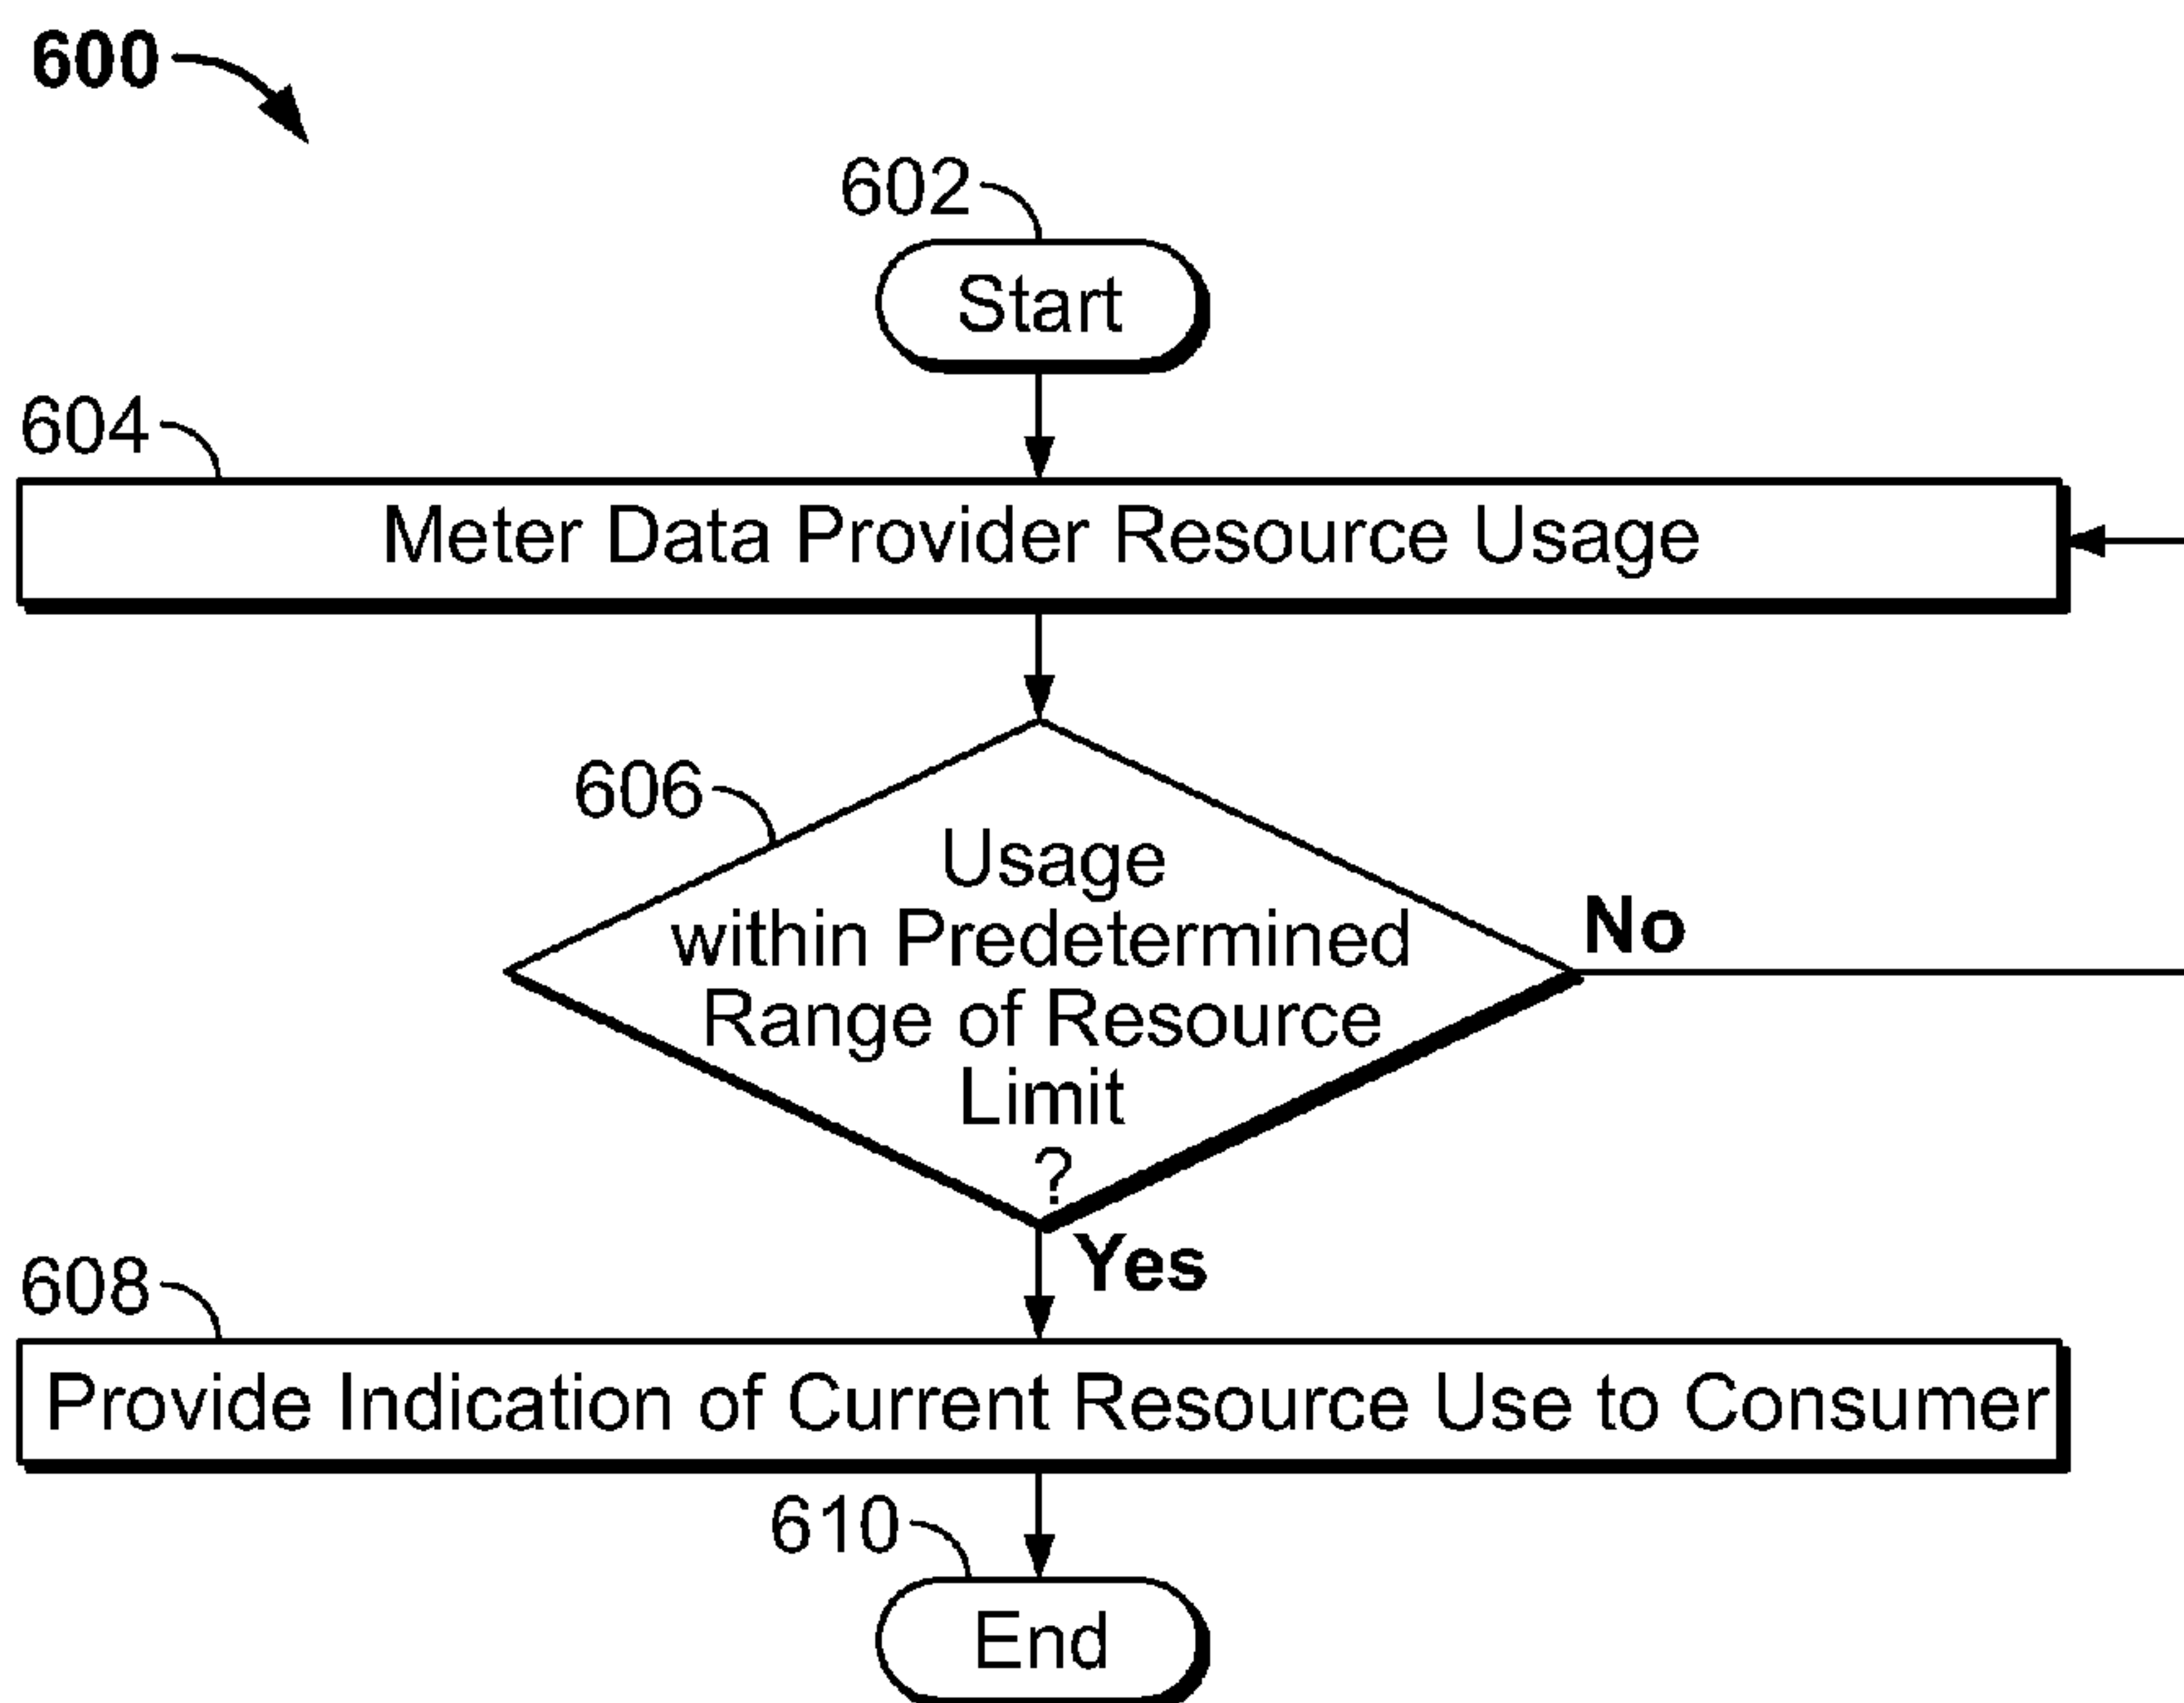 600
602
Start
604
Meter Data Provider Resource Usage
606
Usage
within Predetermined
Range of Resource
Limit
?
No
Yes
608
Provide Indication of Current Resource Use to Consumer
610
End